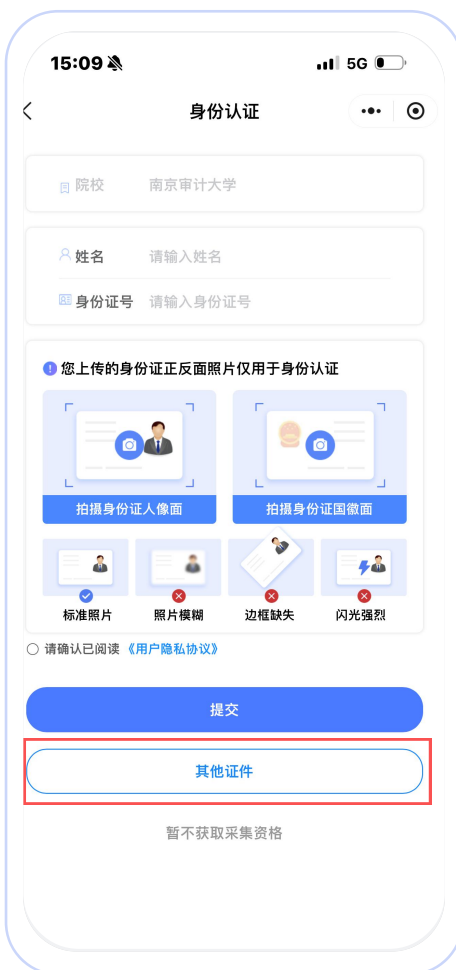 15:09 5G
身份认证
院校 南京审计大学
姓名 请输入姓名
身份证号 请输入身份证号
您上传的身份证正反面照片仅用于身份认证
拍摄身份证人像面 拍摄身份证国徽面
标准照片 照片模糊 边框缺失 闪光强烈
请确认已阅读《用户隐私协议》
提交
其他证件
暂不获取采集资格